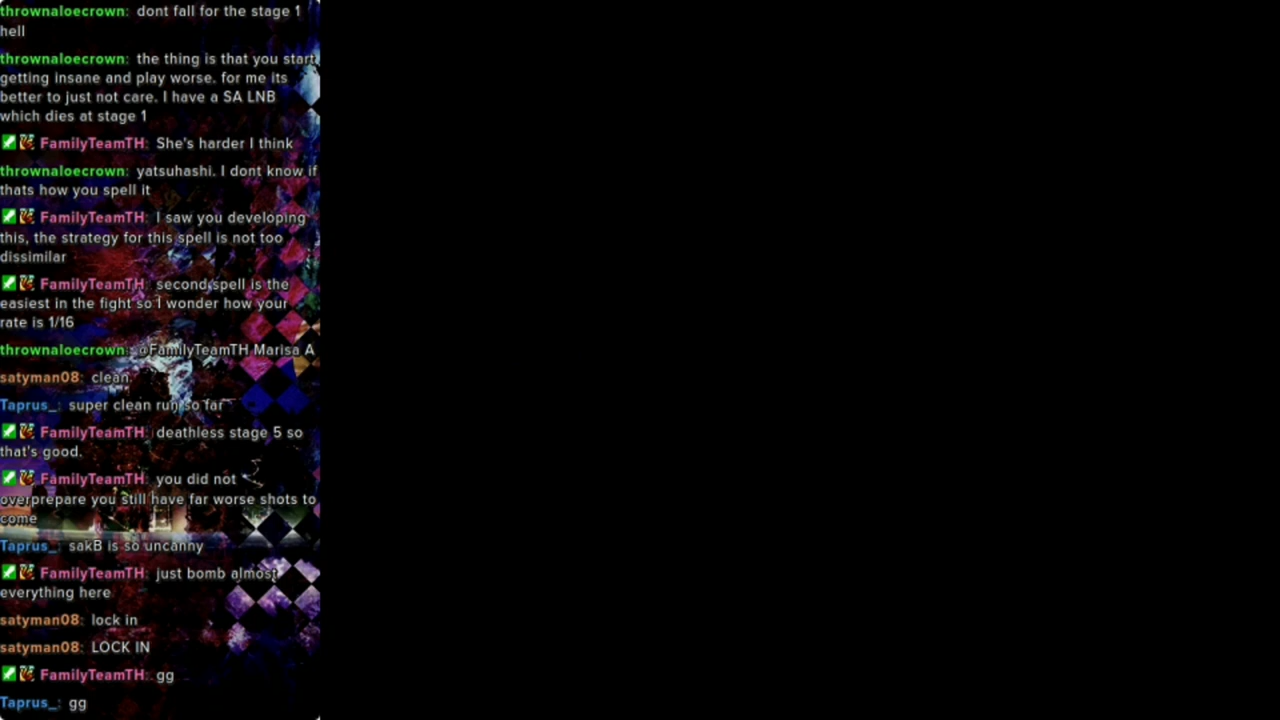 thrownaloecrown: dont fall for the stage 1
hell
thrownaloecrown: the thing is that you start
getting insane and play worse. for me its
better to just not care. I have a SA LNB
which dies at stage 1
FamilyTeamTH: She's harder I think
thrownaloecrown: yatsuhashi. I dont know if
thats how you spell it
FamilyTeamTH: I saw you developing
this, the strategy for this spell is not too
dissimilar
FamilyTeamTH: second spell is the
easiest in the fight so I wonder how your
rate is 1/16
thrownaloecrown: @FamilyTeamTH Marisa A
satyman08: clean.
Taprus_: super clean run so far
FamilyTeamTH: deathless stage 5 so
that's good.
FamilyTeamTH: you did not
overprepare you still have far worse shots to
come
Taprus_: sakB is so uncanny
FamilyTeamTH: just bomb almost
everything here
satyman08: lock in
satyman08: LOCK IN
FamilyTeamTH: gg
Taprus_: gg